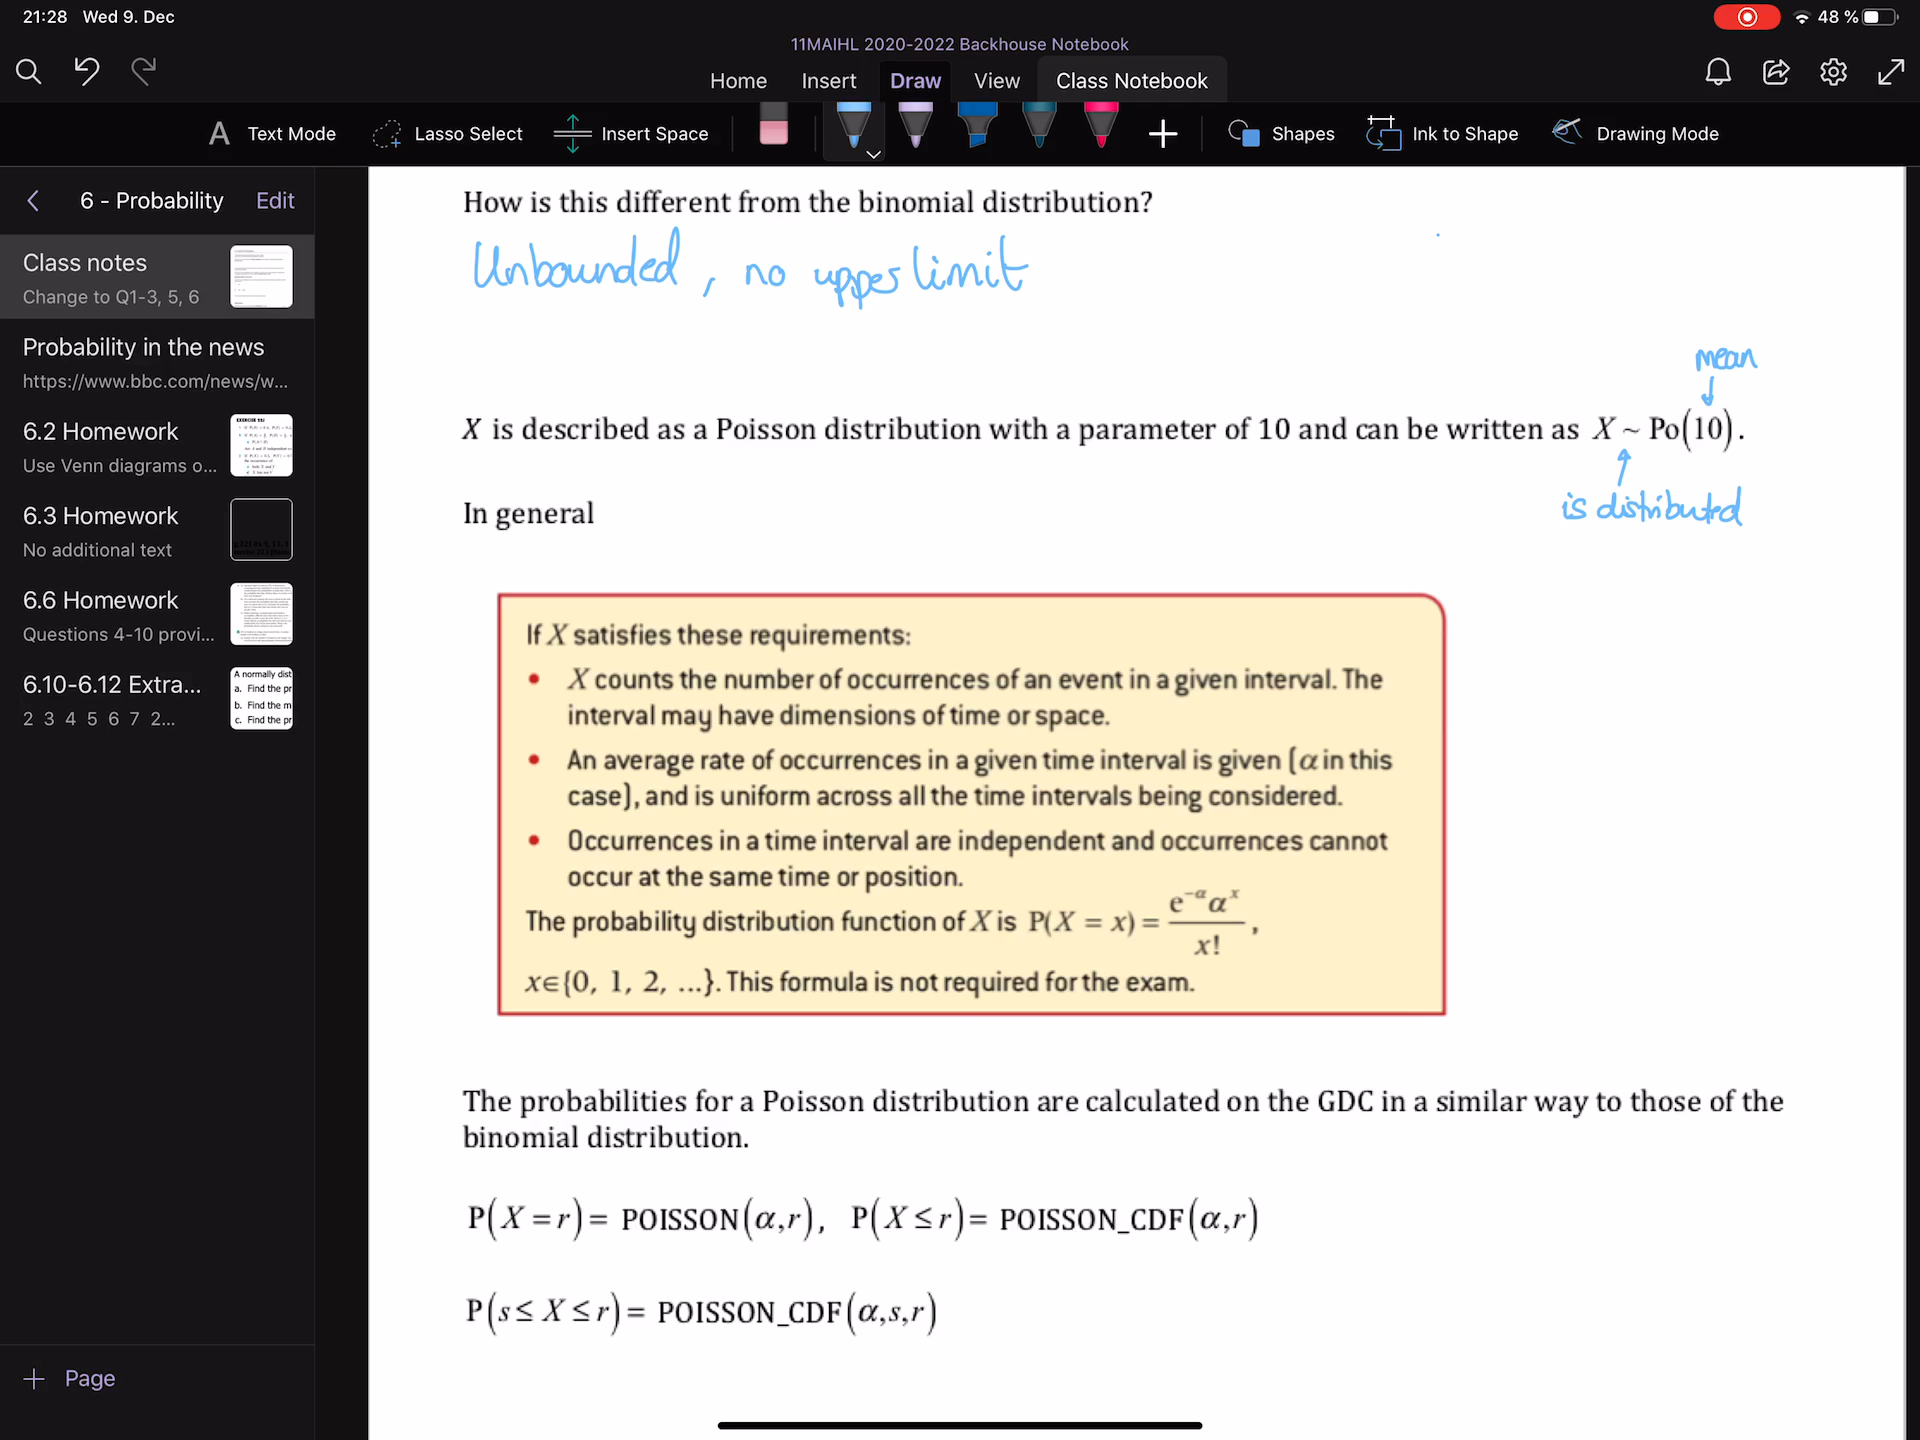 21:28 Wed 9. Dec
48 %
11MAIHL 2020-2022 Backhouse Notebook
Home Insert Draw View Class Notebook
A Text Mode Lasso Select Insert Space Shapes Ink to Shape Drawing Mode
6 - Probability Edit
Class notes
Change to Q1-3, 5, 6
Probability in the news
https://www.bbc.com/news/w...
6.2 Homework
Use Venn diagrams o...
6.3 Homework
No additional text
6.6 Homework
Questions 4-10 provi...
6.10-6.12 Extra...
2 3 4 5 6 7 2...
A normally dist
a. Find the pr
b. Find the m
c. Find the pr
+ Page
How is this different from the binomial distribution?
Unbounded, no upper limit
mean
X is described as a Poisson distribution with a parameter of 10 and can be written as X ~ Po(10).
is distributed
In general
If X satisfies these requirements:
• X counts the number of occurrences of an event in a given interval. The
interval may have dimensions of time or space.
• An average rate of occurrences in a given time interval is given (α in this
case), and is uniform across all the time intervals being considered.
• Occurrences in a time interval are independent and occurrences cannot
occur at the same time or position.
The probability distribution function of X is P(X = x) = e^{-α}α^x / x!,
x∈{0, 1, 2, ...}. This formula is not required for the exam.
The probabilities for a Poisson distribution are calculated on the GDC in a similar way to those of the
binomial distribution.
P(X = r) = POISSON(α,r), P(X ≤ r) = POISSON_CDF(α,r)
P(s ≤ X ≤ r) = POISSON_CDF(α,s,r)